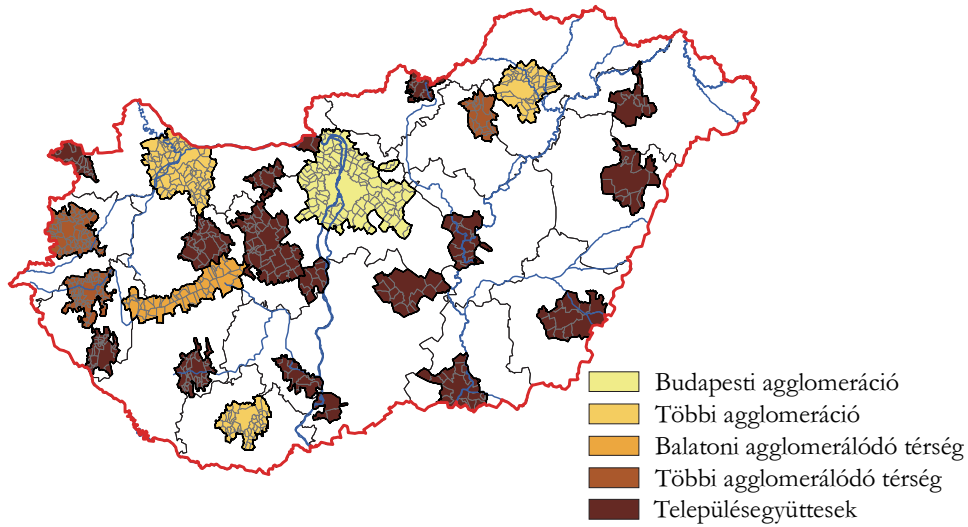 Budapesti agglomeráció
Többi agglomeráció
Balatoni agglomerálódó térség
Többi agglomerálódó térség
Településegyüttesek